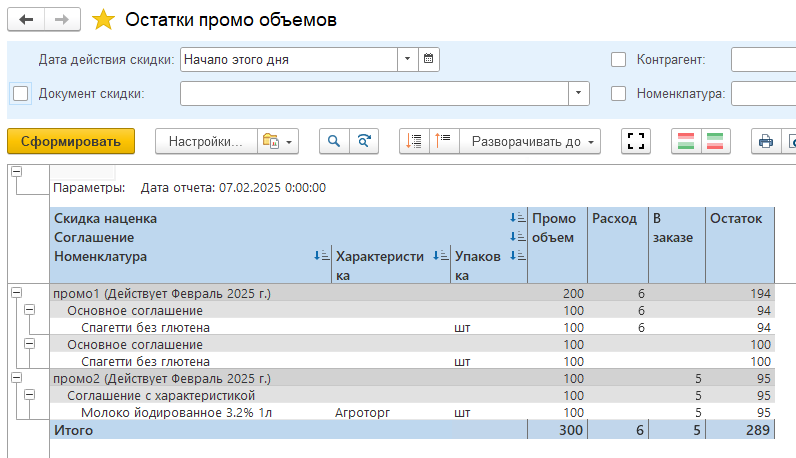 Остатки промо объемов
Дата действия скидки: Начало этого дня Контрагент:
Документ скидки: Номенклатура:
Сформировать Настройки... Разворачивать до
Параметры: Дата отчета: 07.02.2025 0:00:00
Скидка наценка Промо объем Расход В заказе Остаток
Соглашение
Номенклатура Характеристи ка Упаков ка
промо1 (Действует Февраль 2025 г.) 200 6 194
Основное соглашение 100 6 94
Спагетти без глютена шт 100 6 94
Основное соглашение 100 100
Спагетти без глютена шт 100 100
промо2 (Действует Февраль 2025 г.) 100 5 95
Соглашение с характеристикой 100 5 95
Молоко йодированное 3.2% 1л Агроторг шт 100 5 95
Итого 300 6 5 289